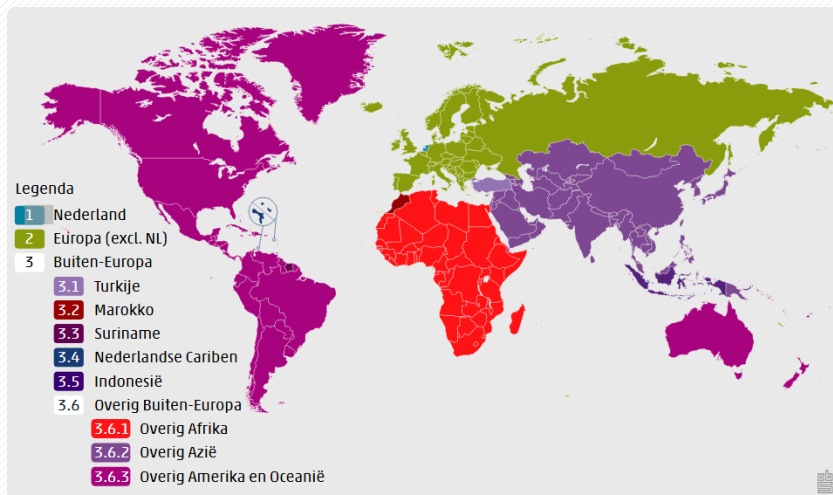 Legenda
1 Nederland
2 Europa (excl. NL)
3 Buiten-Europa
3.1 Turkije
3.2 Marokko
3.3 Suriname
3.4 Nederlandse Cariben
3.5 Indonesië
3.6 Overig Buiten-Europa
3.6.1 Overig Afrika
3.6.2 Overig Azië
3.6.3 Overig Amerika en Oceanië
cbs